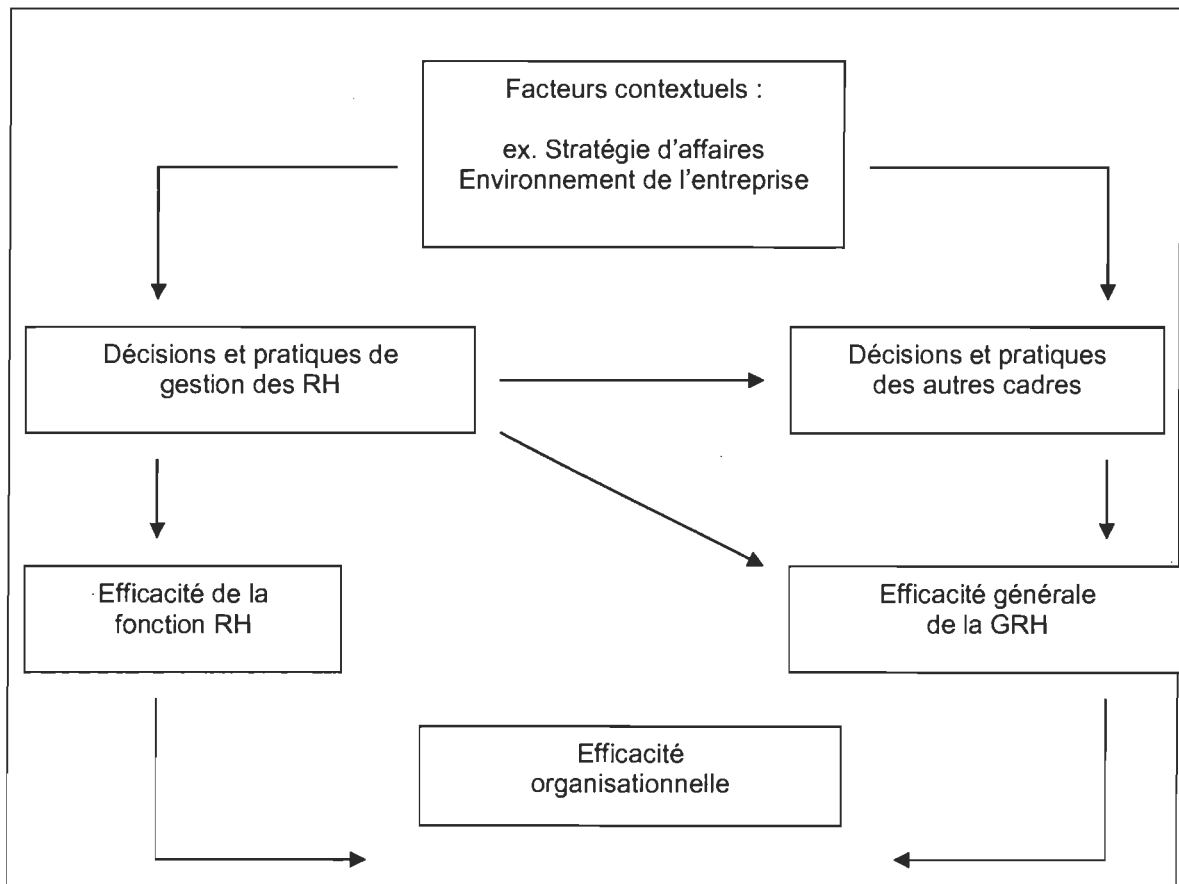 Facteurs contextuels :
ex. Stratégie d'affaires
Environnement de l'entreprise
Décisions et pratiques de
gestion des RH
Décisions et pratiques
des autres cadres
Efficacité de la
fonction RH
Efficacité générale
de la GRH
Efficacité
organisationnelle